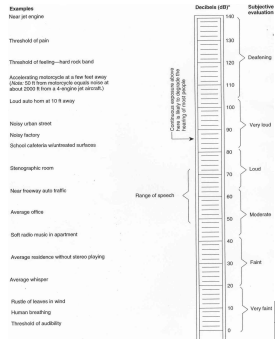 Examples
Decibels (dB)*
Subjective
evaluation
Near jet engine
140
Threshold of pain
130
Deafening
Threshold of feeling—hard rock band
120
Accelerating motorcycle at a few feet away
(Note: 50 ft from motorcycle equals noise at
about 2000 ft from a 4-engine jet aircraft.)
110
Loud auto horn at 10 ft away
100
Continuous exposure above
here is likely to degrade the
hearing of most people
Noisy urban street
90
Very loud
Noisy factory
School cafeteria w/untreated surfaces
80
Stenographic room
70
Loud
Near freeway auto traffic
Range of speech
60
Average office
50
Moderate
Soft radio music in apartment
40
Average residence without stereo playing
30
Faint
Average whisper
20
Rustle of leaves in wind
10
Very faint
Human breathing
Threshold of audibility
0